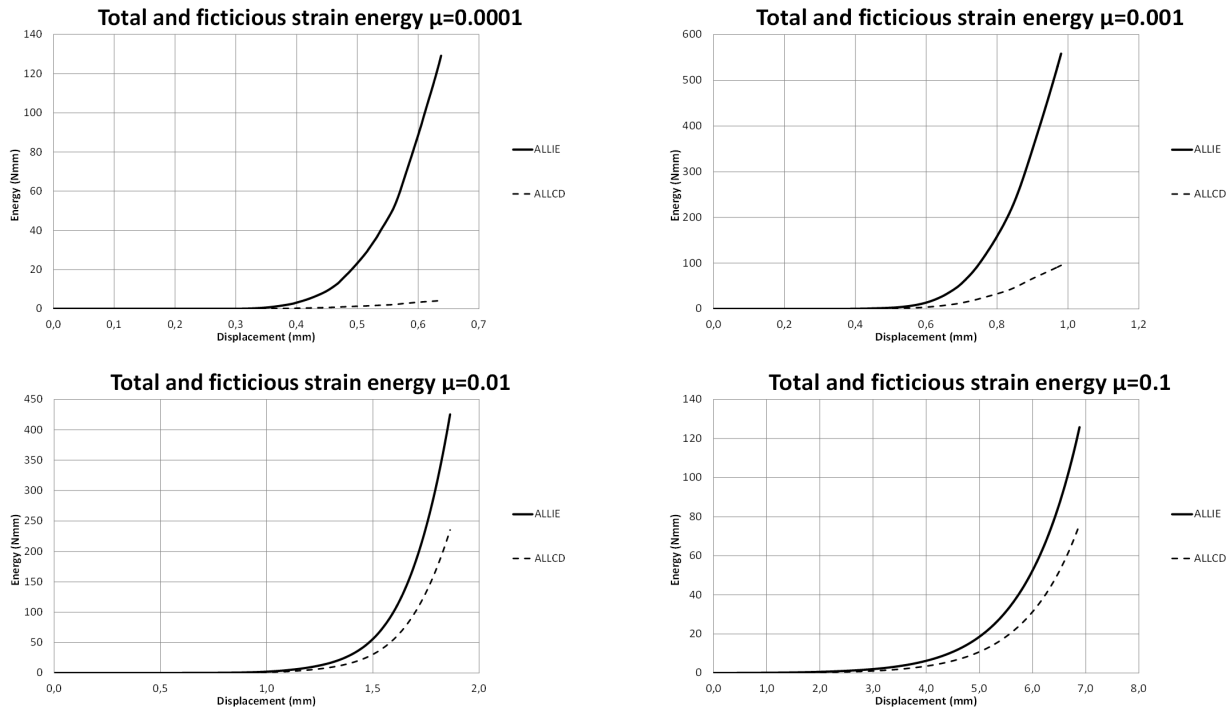 Total and ficticious strain energy μ=0.0001
140
120
100
80
60
40
20
0
Energy (Nmm)
0,0 0,1 0,2 0,3 0,4 0,5 0,6 0,7
Displacement (mm)
ALLIE
ALLCD
Total and ficticious strain energy μ=0.001
600
500
400
300
200
100
0
Energy (Nmm)
0,0 0,2 0,4 0,6 0,8 1,0 1,2
Displacement (mm)
ALLIE
ALLCD
Total and ficticious strain energy μ=0.01
450
400
350
300
250
200
150
100
50
0
Energy (Nmm)
0,0 0,5 1,0 1,5 2,0
Displacement (mm)
ALLIE
ALLCD
Total and ficticious strain energy μ=0.1
140
120
100
80
60
40
20
0
Energy (Nmm)
0,0 1,0 2,0 3,0 4,0 5,0 6,0 7,0 8,0
Displacement (mm)
ALLIE
ALLCD